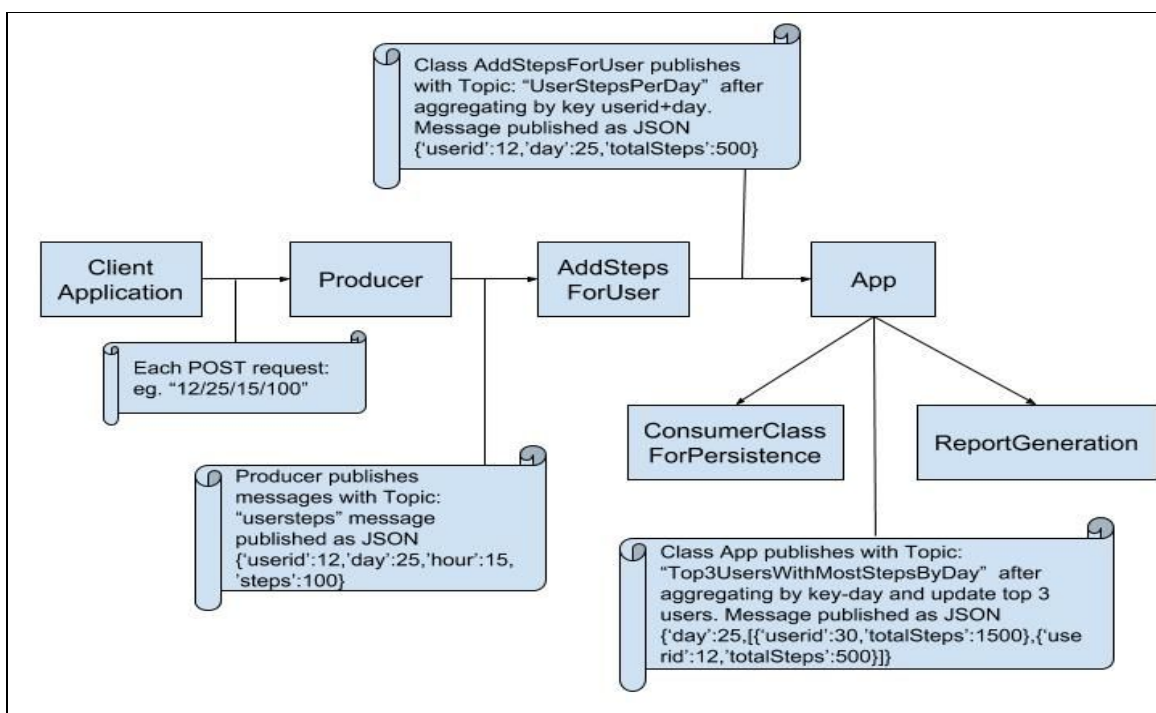 Class AddStepsForUser publishes
with Topic: “UserStepsPerDay” after
aggregating by key userid+day.
Message published as JSON
{‘userid’:12,’day’:25,’totalSteps’:500}
Client
Application
Producer
AddSteps
ForUser
App
Each POST request:
eg. “12/25/15/100”
ConsumerClass
ForPersistence
ReportGeneration
Producer publishes
messages with Topic:
“usersteps” message
published as JSON
{‘userid’:12,’day’:25,’hour’:15,
’steps’:100}
Class App publishes with Topic:
“Top3UsersWithMostStepsByDay” after
aggregating by key-day and update top 3
users. Message published as JSON
{‘day’:25,[{‘userid’:30,’totalSteps’:1500},{‘use
rid’:12,’totalSteps’:500}]}